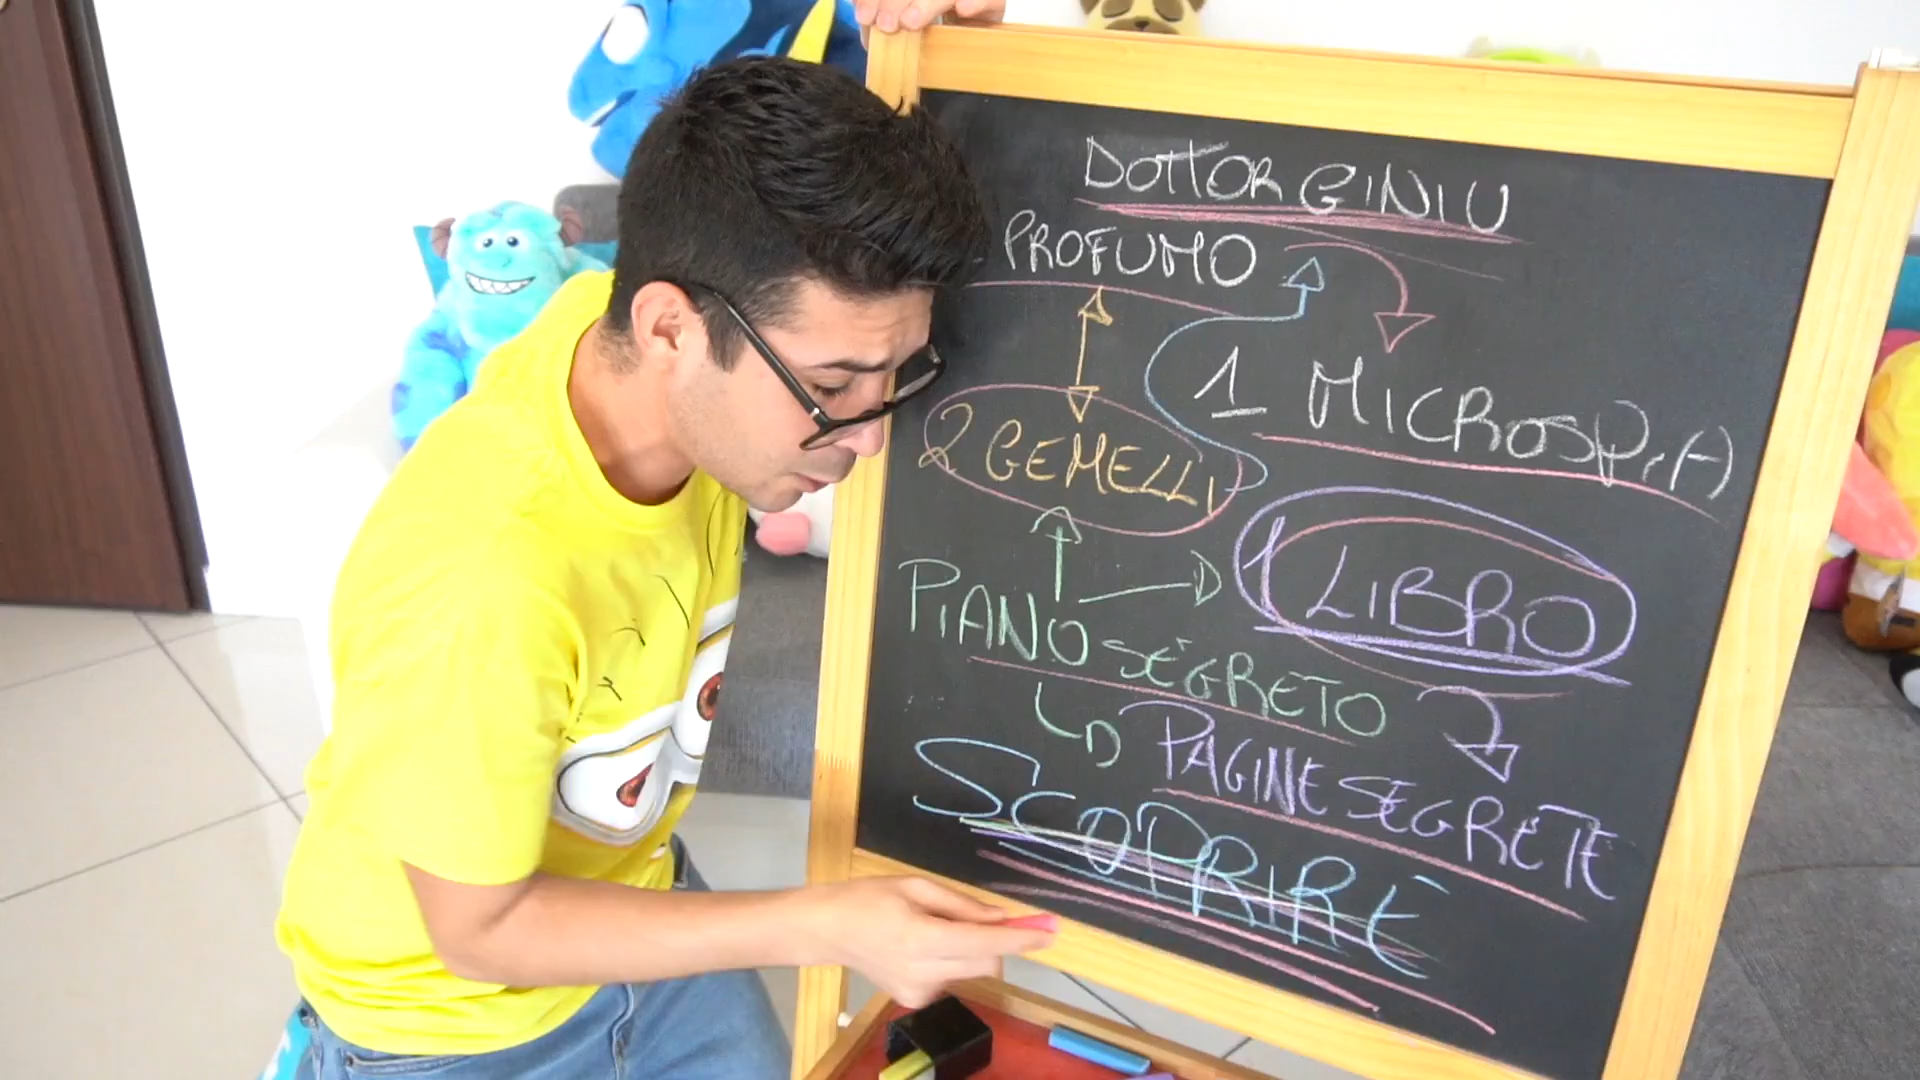 DOTTOR GINIU
PROFUMO
1 MICROSPIA
2 GEMELLI
1 LIBRO
PIANO SEGRETO
PAGINE SEGRETE
SCOPRIRE